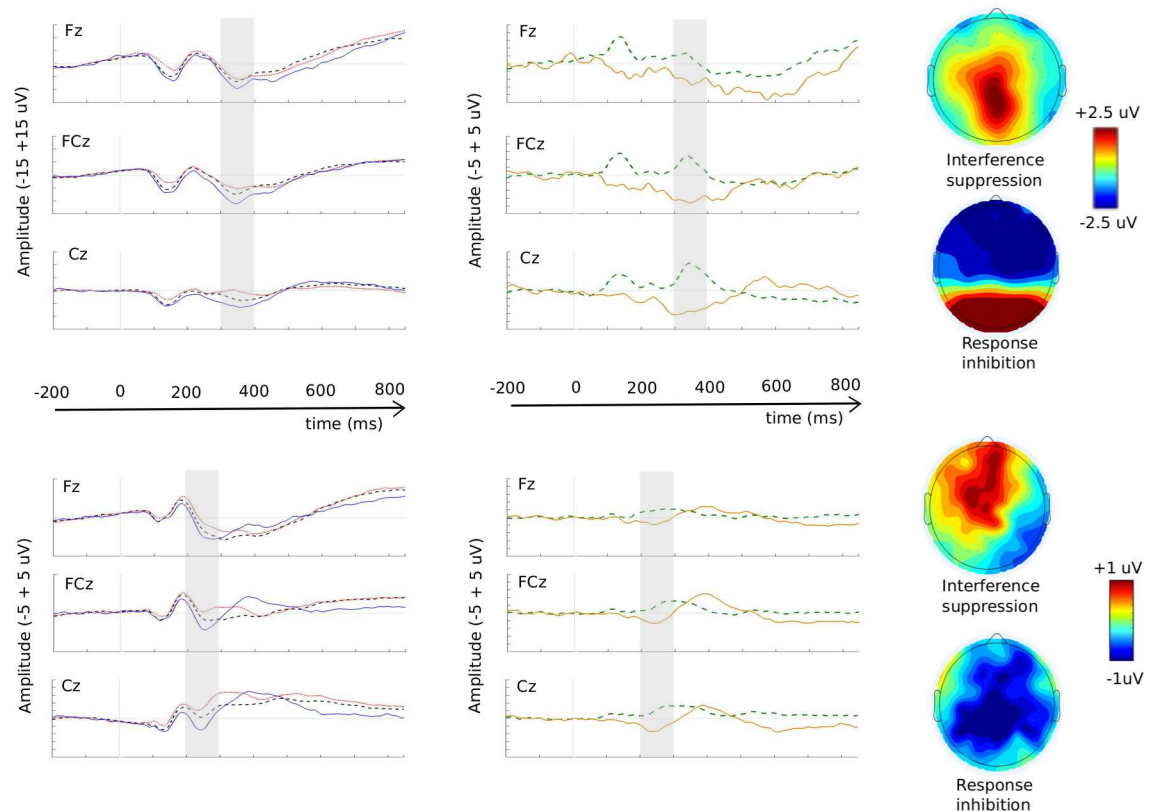 Fz
FCz
Cz
Amplitude (-15 +15 uV)
Fz
FCz
Cz
Amplitude (-5 + 5 uV)
Interference
suppression
+2.5 uV
-2.5 uV
Response
inhibition
-200 0 200 400 600 800
time (ms)
-200 0 200 400 600 800
time (ms)
Fz
FCz
Cz
Amplitude (-5 + 5 uV)
Fz
FCz
Cz
Amplitude (-5 + 5 uV)
Interference
suppression
+1 uV
-1uV
Response
inhibition